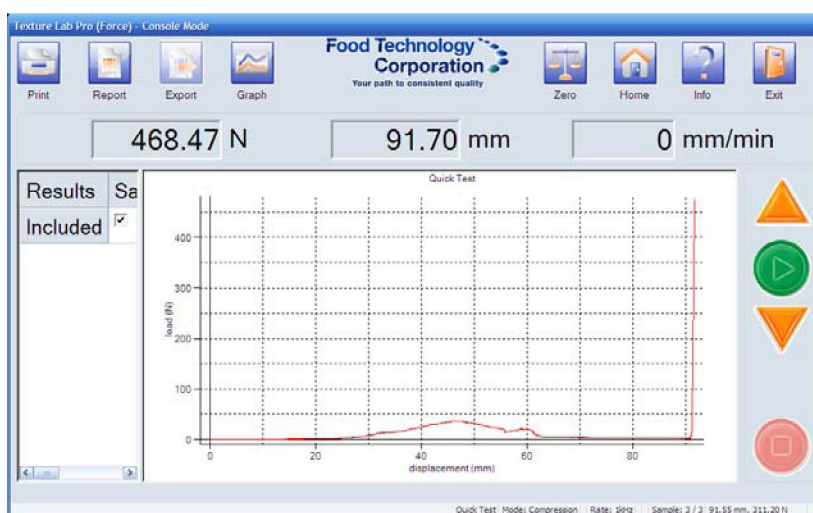 Texture Lab Pro (Force) - Console Mode
Food Technology
Corporation
Your path to consistent quality
Print
Report
Export
Graph
Zero
Home
Info
Exit
468.47 N
91.70 mm
0 mm/min
Results Sa
Included
Quick Test
load (N)
400
300
200
100
0
0 20 40 60 80
displacement (mm)
Quick Test Mode: Compression Rate: 1kHz Sample: 3 / 3 91.55 mm, 311.20 N